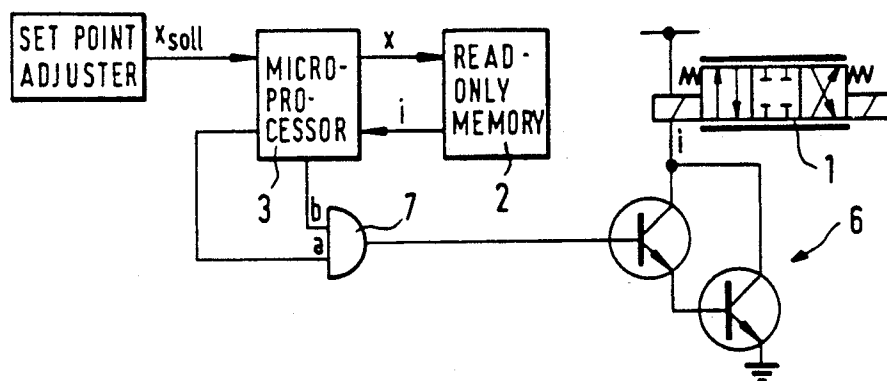 SET POINT
ADJUSTER
xsoll
MICRO-
PRO-
CESSOR
3
x
i
READ-
ONLY
MEMORY
2
b
a
7
i
1
6